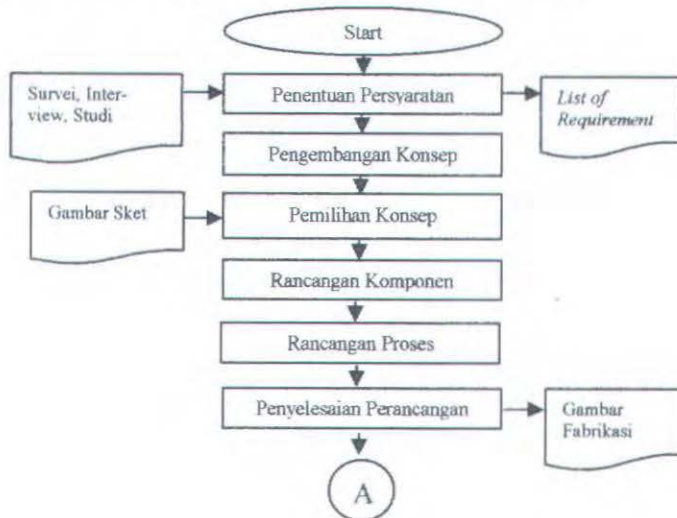 Start
Survei, Inter-
view, Studi
Penentuan Persyaratan
List of
Requirement
Pengembangan Konsep
Gambar Sket
Pemilihan Konsep
Rancangan Komponen
Rancangan Proses
Penyelesaian Perancangan
Gambar
Fabrikasi
A